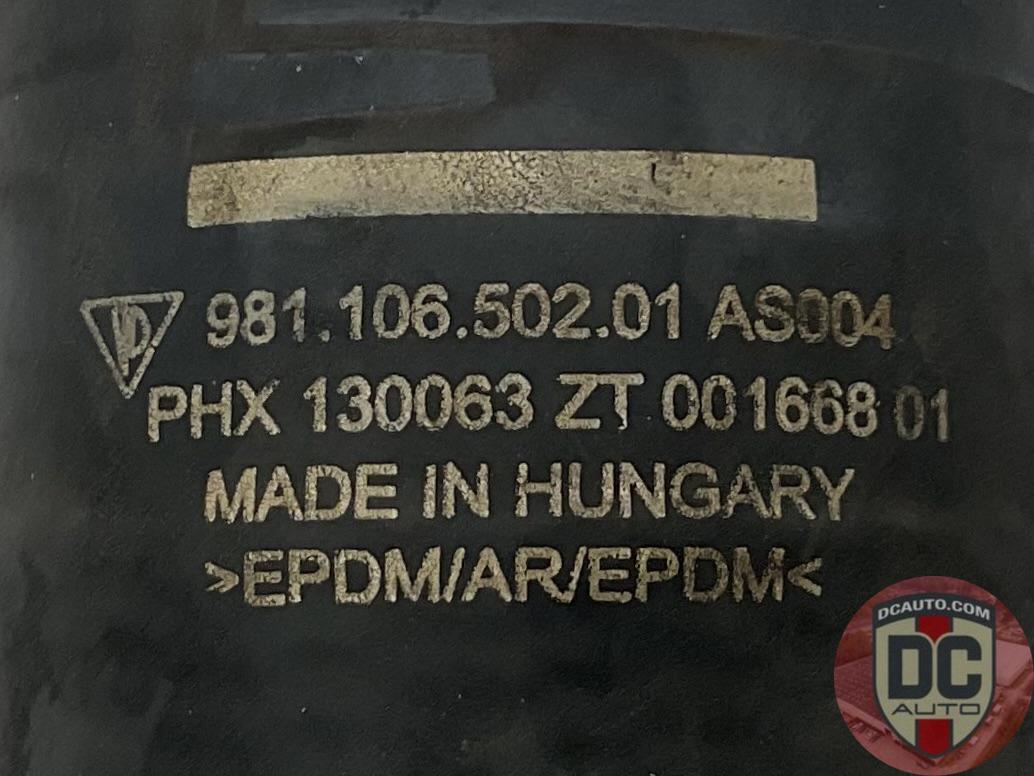 981.106.502.01 AS004
PHX 130063 ZT 001668 01
MADE IN HUNGARY
>EPDM/AR/EPDM<
DCAUTO.COM
DC
AUTO